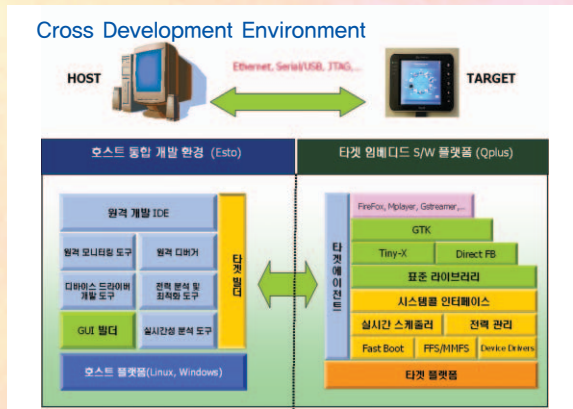 Cross Development Environment
HOST
Ethernet, Serial/USB, JTAG,...
TARGET
호스트 통합 개발 환경 (Esto)
타겟 임베디드 S/W 플랫폼 (Qplus)
원격 개발 IDE
원격 모니터링 도구
원격 디버거
디바이스 드라이버
개발 도구
전력 분석 및
최적화 도구
GUI 빌더
실시간성 분석 도구
타겟 빌더
호스트 플랫폼(Linux, Windows)
타겟에이전트
FireFox, Mplayer, Gstreamer,...
GTK
Tiny-X
Direct FB
표준 라이브러리
시스템콜 인터페이스
실시간 스케줄러
전력 관리
Fast Boot
FFS/MMFS
Device Drivers
타겟 플랫폼